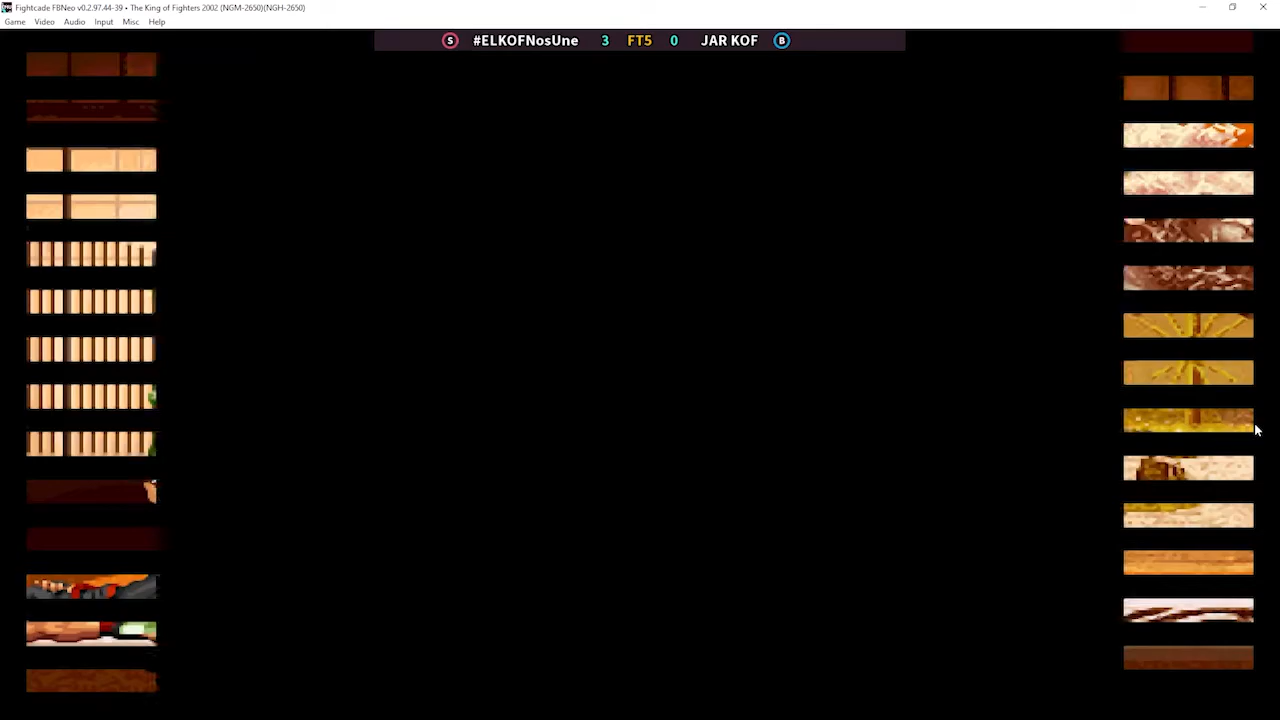 Fightcade FBNeo v0.2.97.44-39 • The King of Fighters 2002 (NGM-2650)(NGH-2650)
Game Video Audio Input Misc Help
S #ELKOFNosUne 3 FT5 0 JAR KOF B